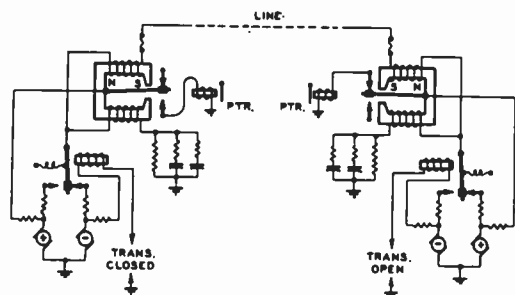 LINE
N S
PTR.
PTR.
S N
+ −
− +
TRANS.
CLOSED
TRANS.
OPEN